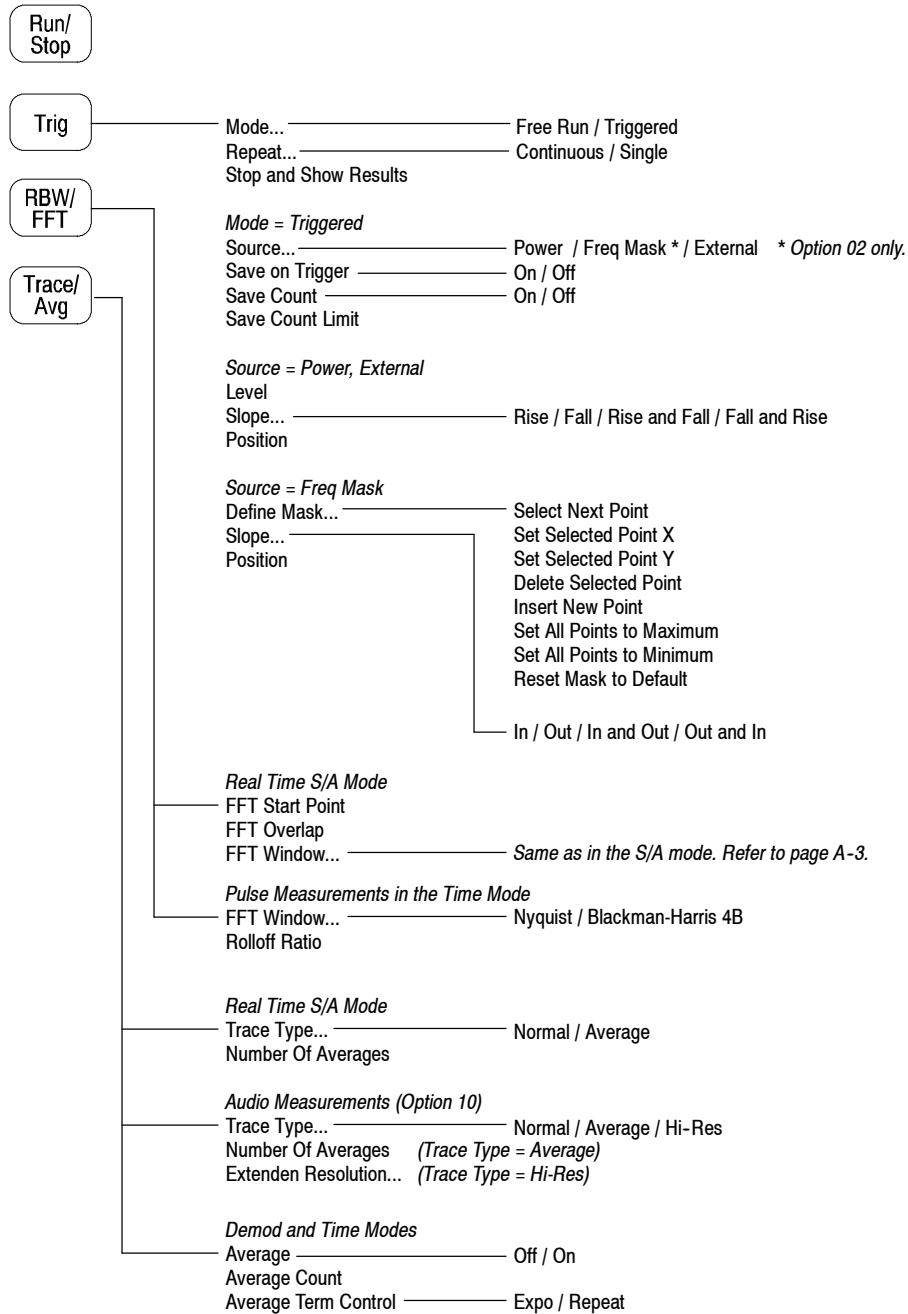 Run/
Stop
Trig
Mode... Free Run / Triggered
Repeat... Continuous / Single
Stop and Show Results
RBW/
FFT
Mode = Triggered
Source... Power / Freq Mask * / External * Option 02 only.
Save on Trigger On / Off
Save Count On / Off
Save Count Limit
Trace/
Avg
Source = Power, External
Level
Slope... Rise / Fall / Rise and Fall / Fall and Rise
Position
Source = Freq Mask
Define Mask... Select Next Point
Slope... Set Selected Point X
Position Set Selected Point Y
Delete Selected Point
Insert New Point
Set All Points to Maximum
Set All Points to Minimum
Reset Mask to Default
In / Out / In and Out / Out and In
Real Time S/A Mode
FFT Start Point
FFT Overlap
FFT Window... Same as in the S/A mode. Refer to page A-3.
Pulse Measurements in the Time Mode
FFT Window... Nyquist / Blackman-Harris 4B
Rolloff Ratio
Real Time S/A Mode
Trace Type... Normal / Average
Number Of Averages
Audio Measurements (Option 10)
Trace Type... Normal / Average / Hi-Res
Number Of Averages (Trace Type = Average)
Extenden Resolution... (Trace Type = Hi-Res)
Demod and Time Modes
Average Off / On
Average Count
Average Term Control Expo / Repeat